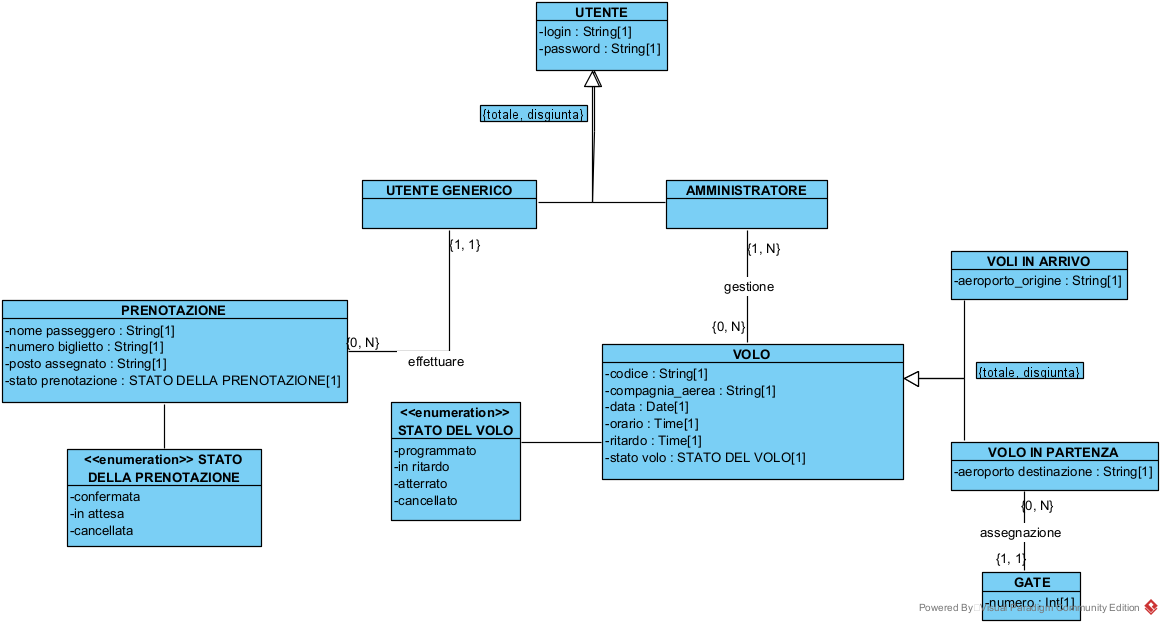 UTENTE
-login : String[1]
-password : String[1]
{totale, disgiunta}
UTENTE GENERICO
AMMINISTRATORE
{1, 1}
{1, N}
gestione
{0, N}
VOLI IN ARRIVO
-aeroporto_origine : String[1]
PRENOTAZIONE
-nome passeggero : String[1]
-numero biglietto : String[1]
-posto assegnato : String[1]
-stato prenotazione : STATO DELLA PRENOTAZIONE[1]
{0, N}
effettuare
VOLO
-codice : String[1]
-compagnia_aerea : String[1]
-data : Date[1]
-orario : Time[1]
-ritardo : Time[1]
-stato volo : STATO DEL VOLO[1]
{totale, disgiunta}
<<enumeration>>
STATO DEL VOLO
-programmato
-in ritardo
-atterrato
-cancellato
<<enumeration>> STATO
DELLA PRENOTAZIONE
-confermata
-in attesa
-cancellata
VOLO IN PARTENZA
-aeroporto destinazione : String[1]
{0, N}
assegnazione
{1, 1}
GATE
-numero : Int[1]
Powered By Visual Paradigm Community Edition